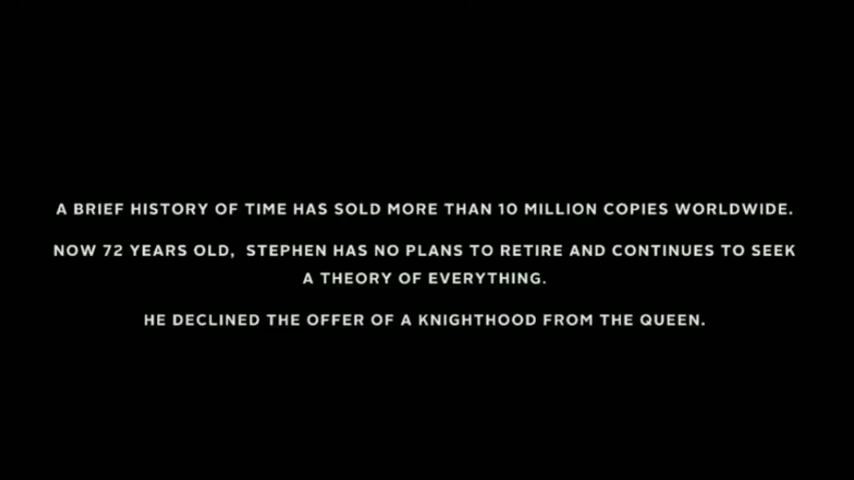 A BRIEF HISTORY OF TIME HAS SOLD MORE THAN 10 MILLION COPIES WORLDWIDE.
NOW 72 YEARS OLD,  STEPHEN HAS NO PLANS TO RETIRE AND CONTINUES TO SEEK
A THEORY OF EVERYTHING.
HE DECLINED THE OFFER OF A KNIGHTHOOD FROM THE QUEEN.